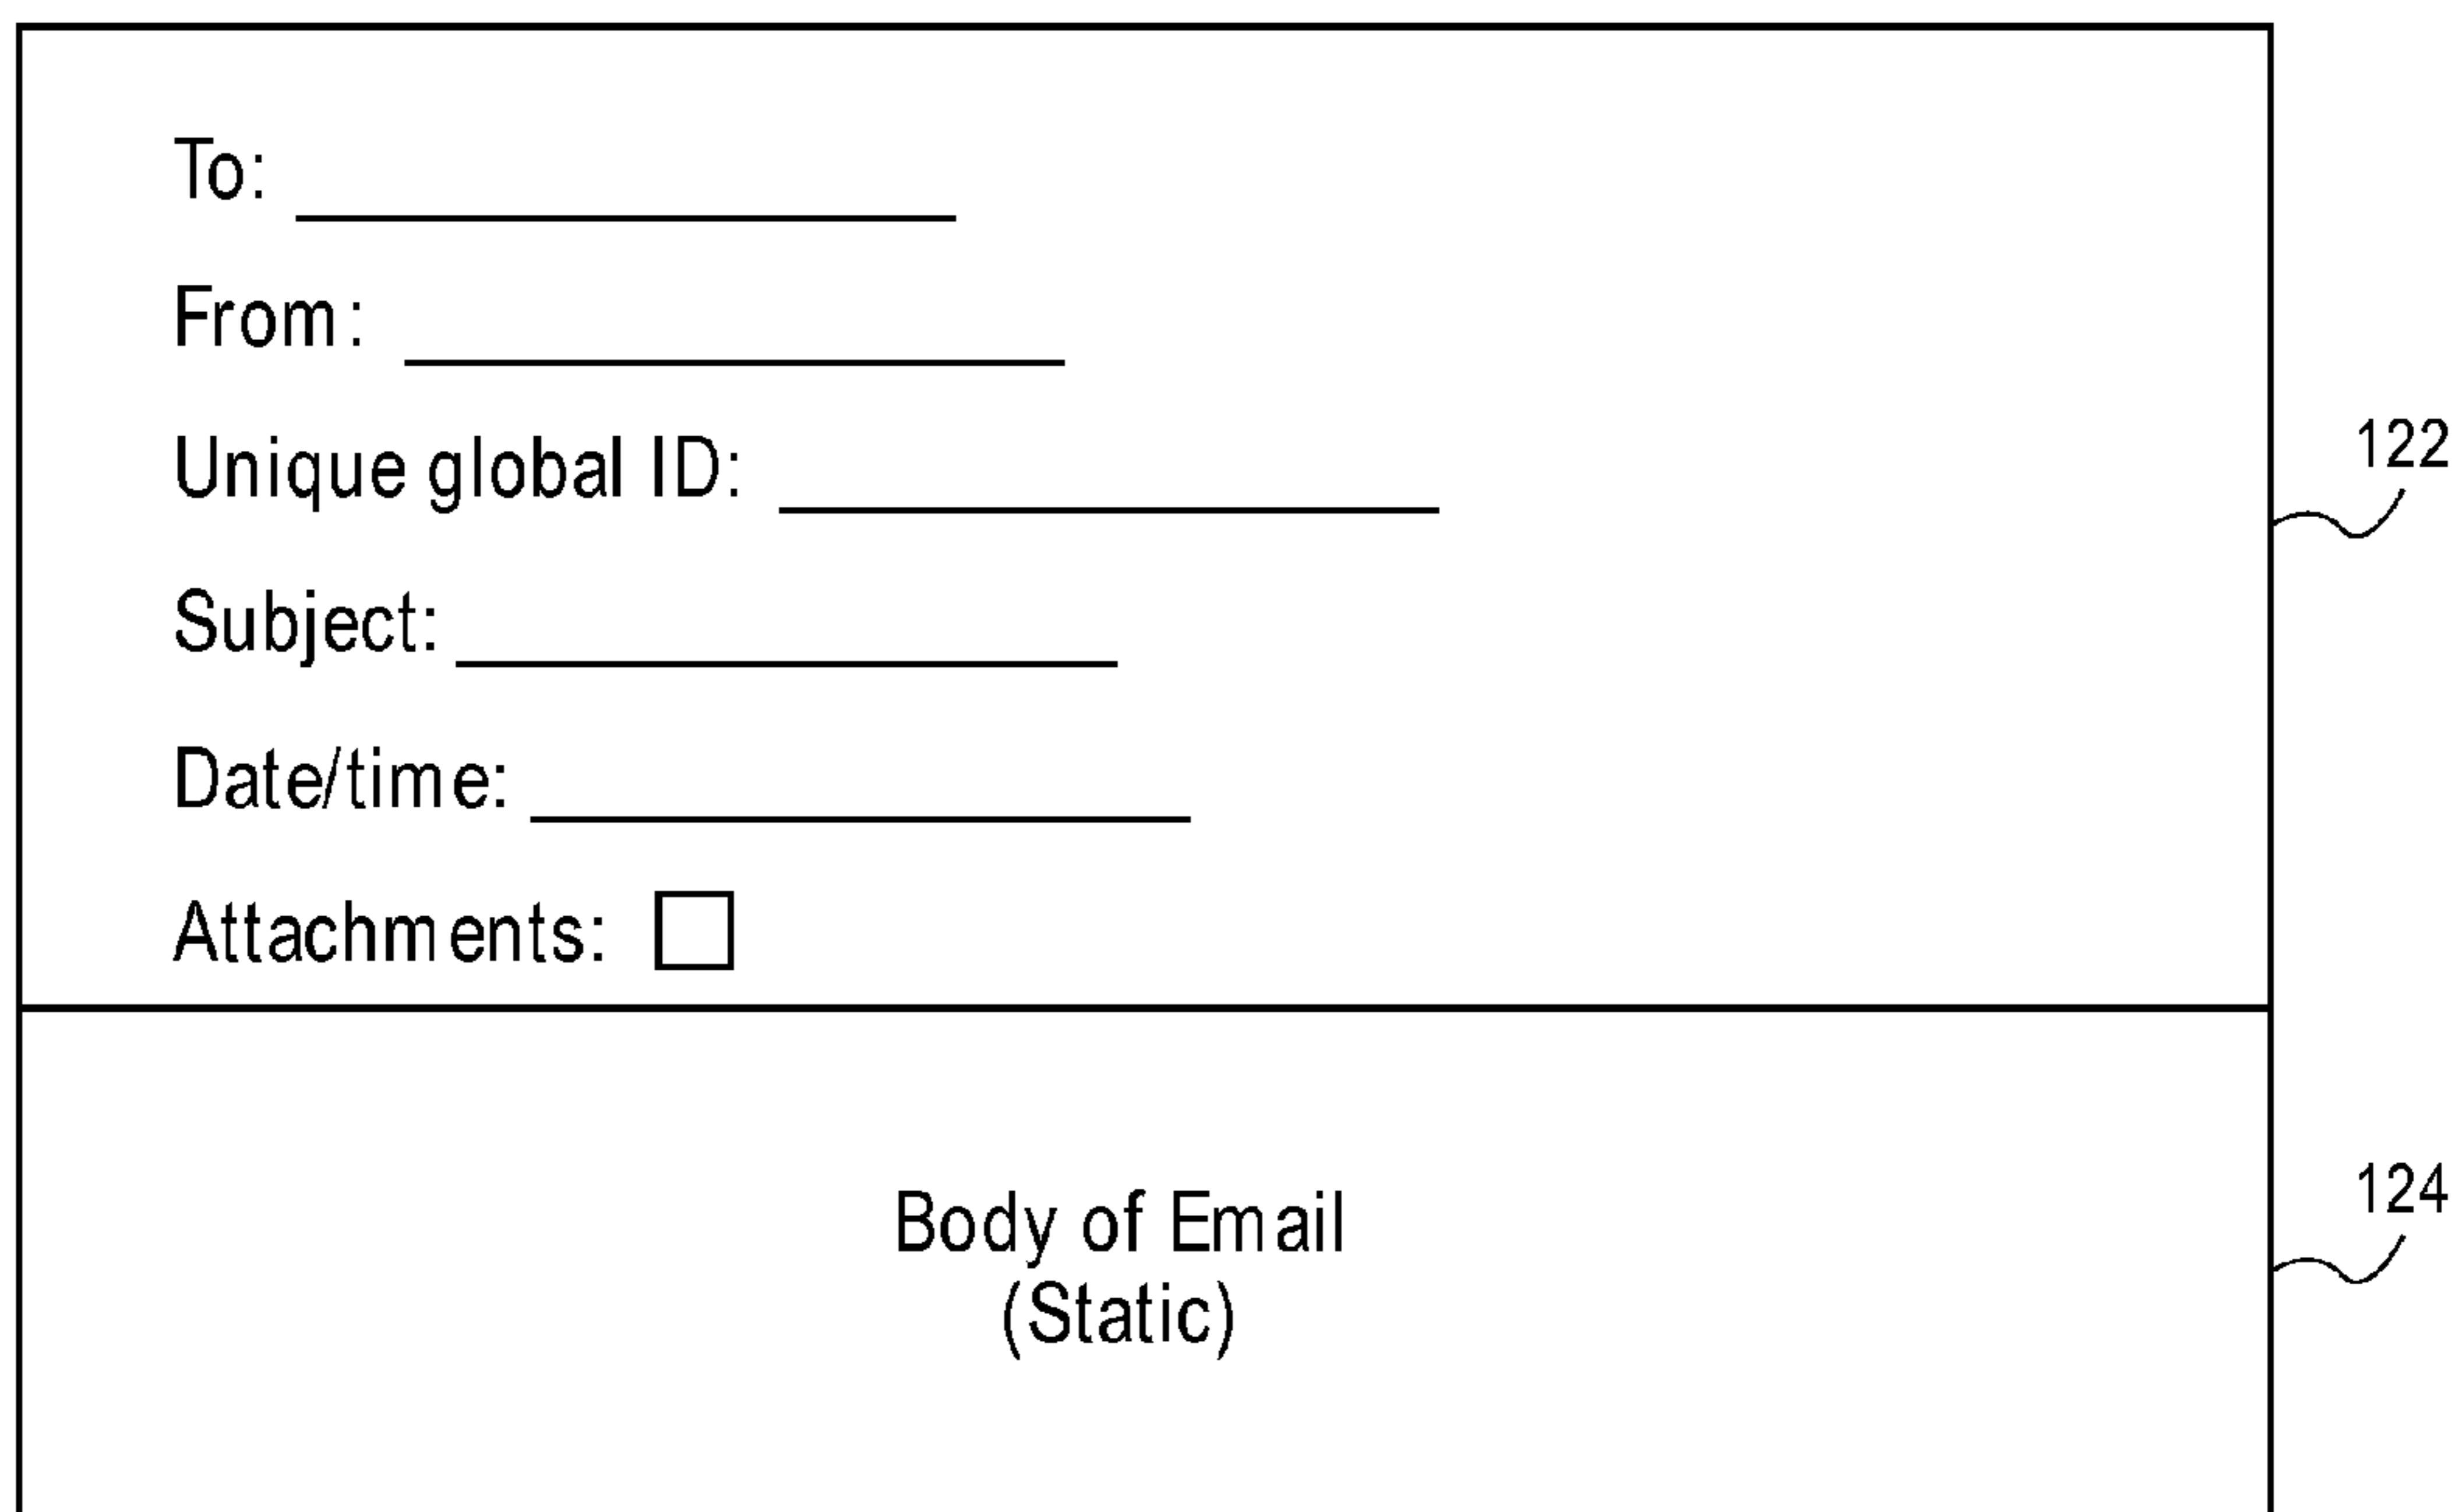 To:
From:
Unique global ID:
122
Subject:
Date/time:
Attachments:
124
Body of Email
(Static)